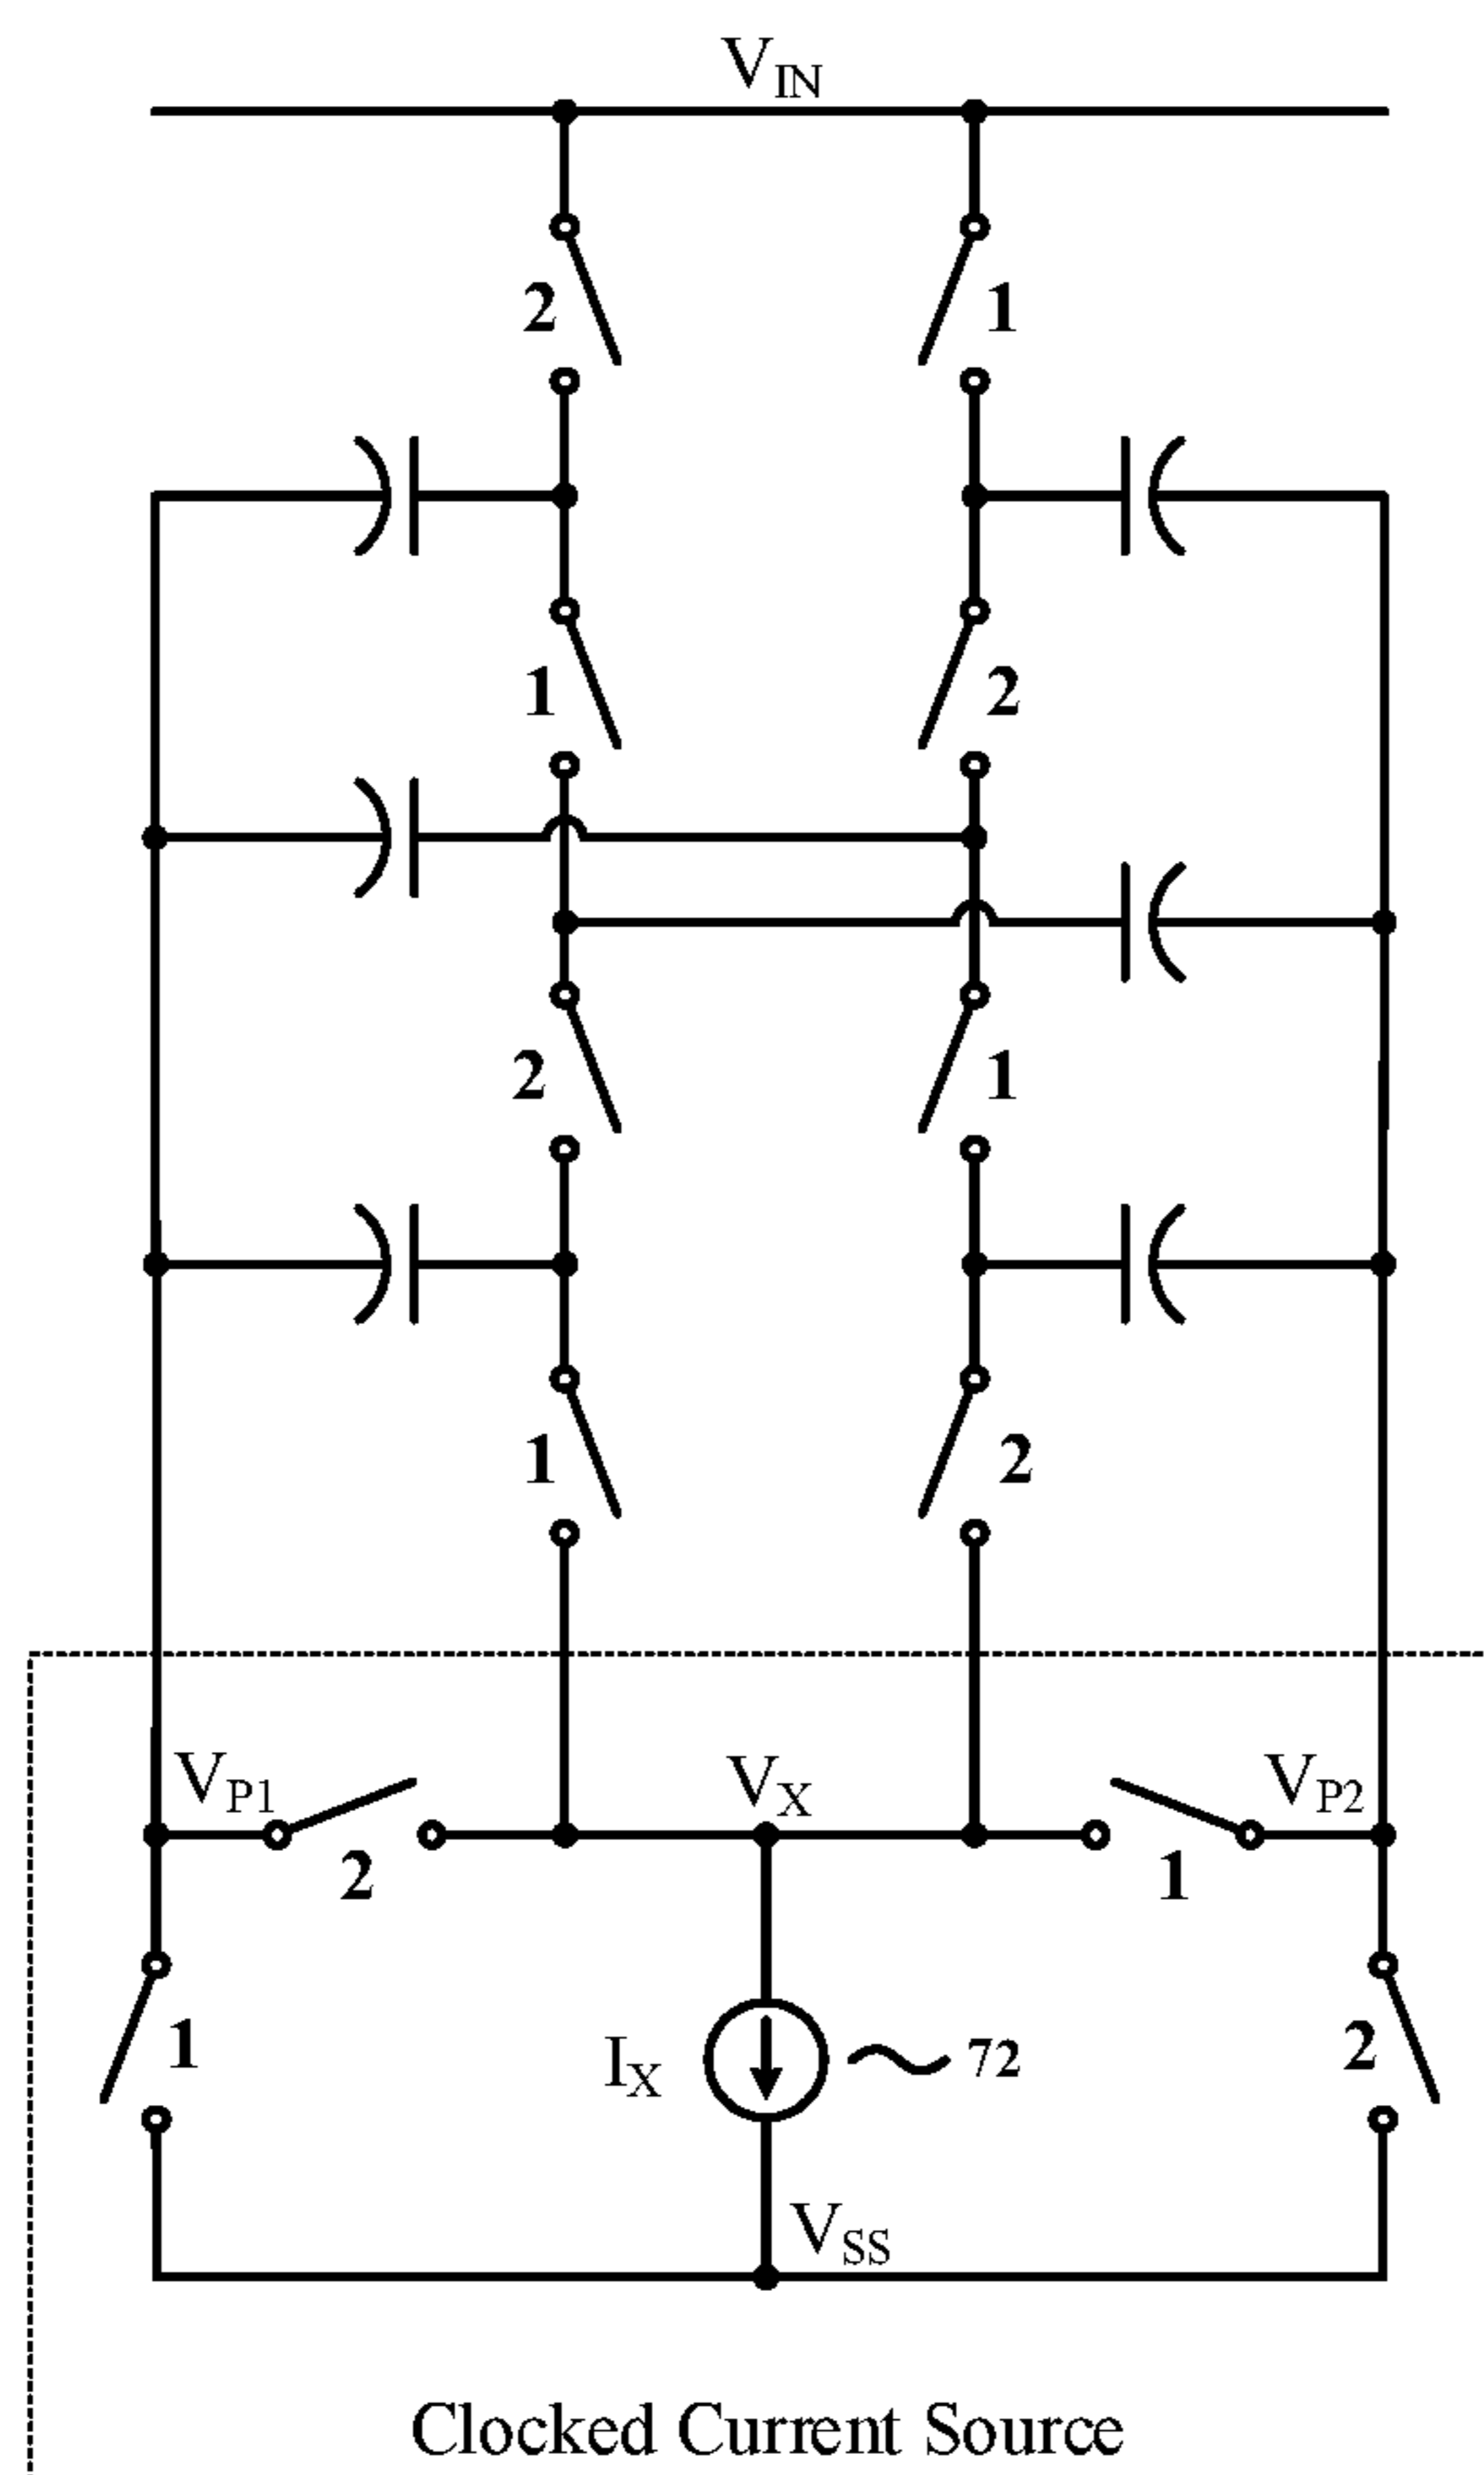 VIN
2 1
1 2
2 1
1 2
VP1 VX VP2
2 1
1 IX 72 2
VSS
Clocked Current Source